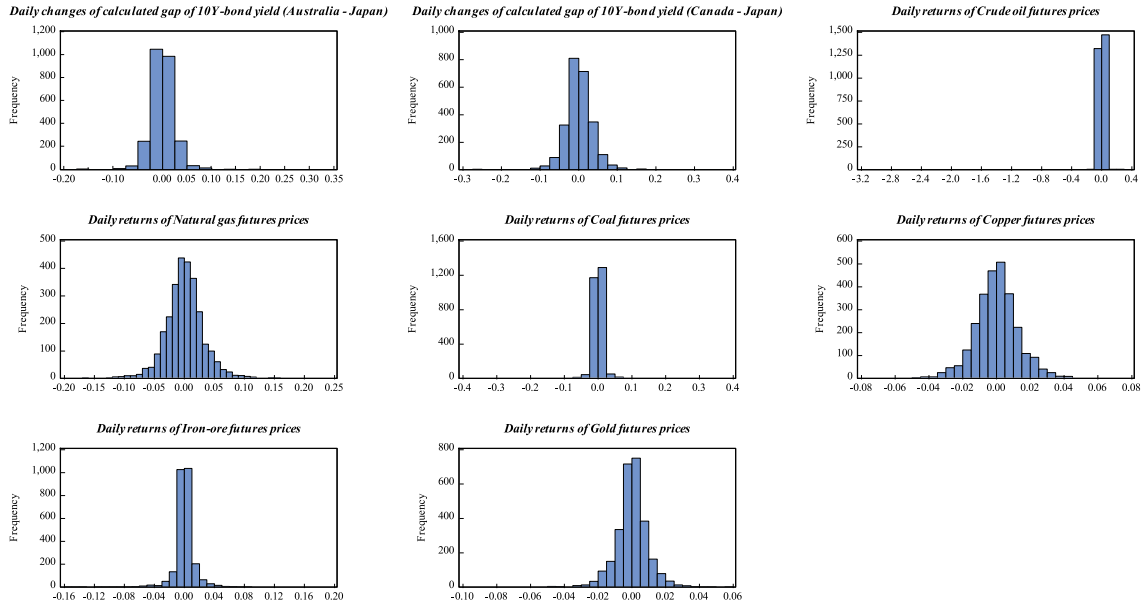 Daily changes of calculated gap of 10Y-bond yield (Australia - Japan)
1,200
1,000
800
600
400
200
0
Frequency
-0.20 -0.10 0.00 0.05 0.10 0.15 0.20 0.25 0.30 0.35
Daily changes of calculated gap of 10Y-bond yield (Canada - Japan)
1,000
800
600
400
200
0
Frequency
-0.3 -0.2 -0.1 0.0 0.1 0.2 0.3 0.4
Daily returns of Crude oil futures prices
1,500
1,250
1,000
750
500
250
0
Frequency
-3.2 -2.8 -2.4 -2.0 -1.6 -1.2 -0.8 -0.4 0.0 0.4
Daily returns of Natural gas futures prices
500
400
300
200
100
0
Frequency
-0.20 -0.15 -0.10 -0.05 0.00 0.05 0.10 0.15 0.20 0.25
Daily returns of Coal futures prices
1,600
1,200
800
400
0
Frequency
-0.4 -0.3 -0.2 -0.1 0.0 0.1 0.2 0.3 0.4
Daily returns of Copper futures prices
600
500
400
300
200
100
0
Frequency
-0.08 -0.06 -0.04 -0.02 0.00 0.02 0.04 0.06 0.08
Daily returns of Iron-ore futures prices
1,200
1,000
800
600
400
200
0
Frequency
-0.16 -0.12 -0.08 -0.04 0.00 0.04 0.08 0.12 0.16 0.20
Daily returns of Gold futures prices
800
600
400
200
0
Frequency
-0.10 -0.08 -0.06 -0.04 -0.02 0.00 0.02 0.04 0.06